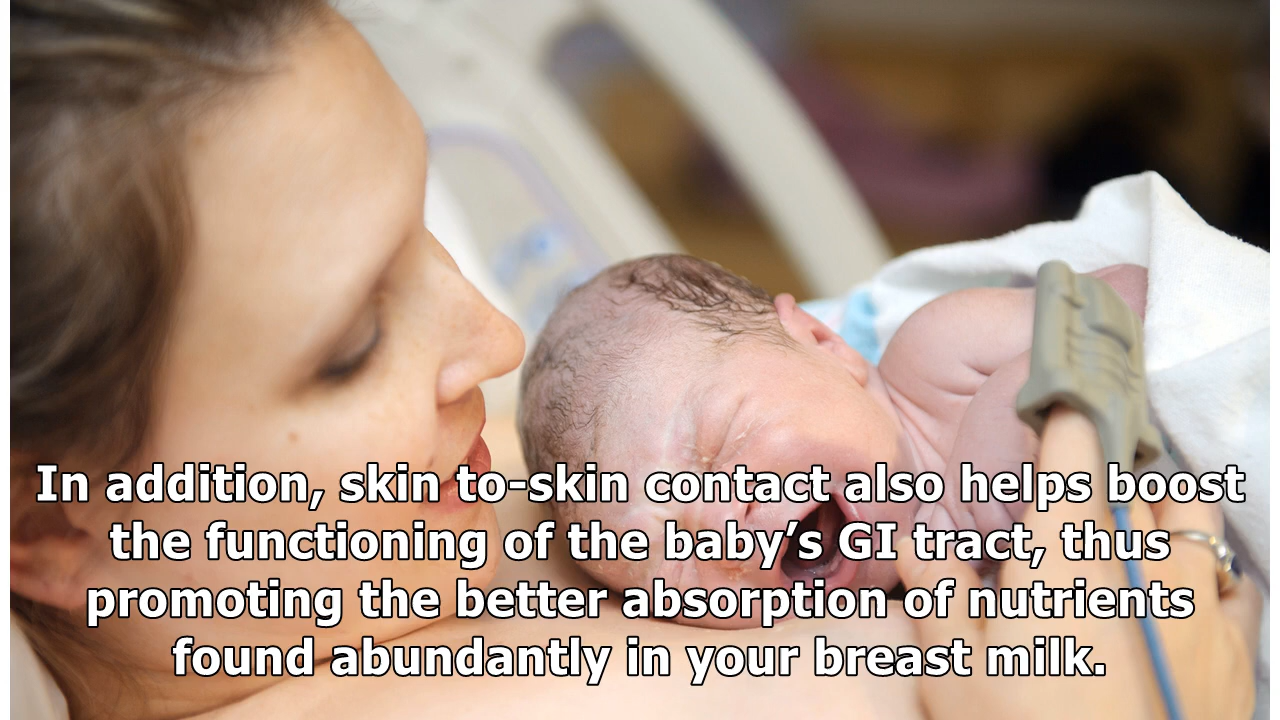 In addition, skin to-skin contact also helps boost
the functioning of the baby’s GI tract, thus
promoting the better absorption of nutrients
found abundantly in your breast milk.